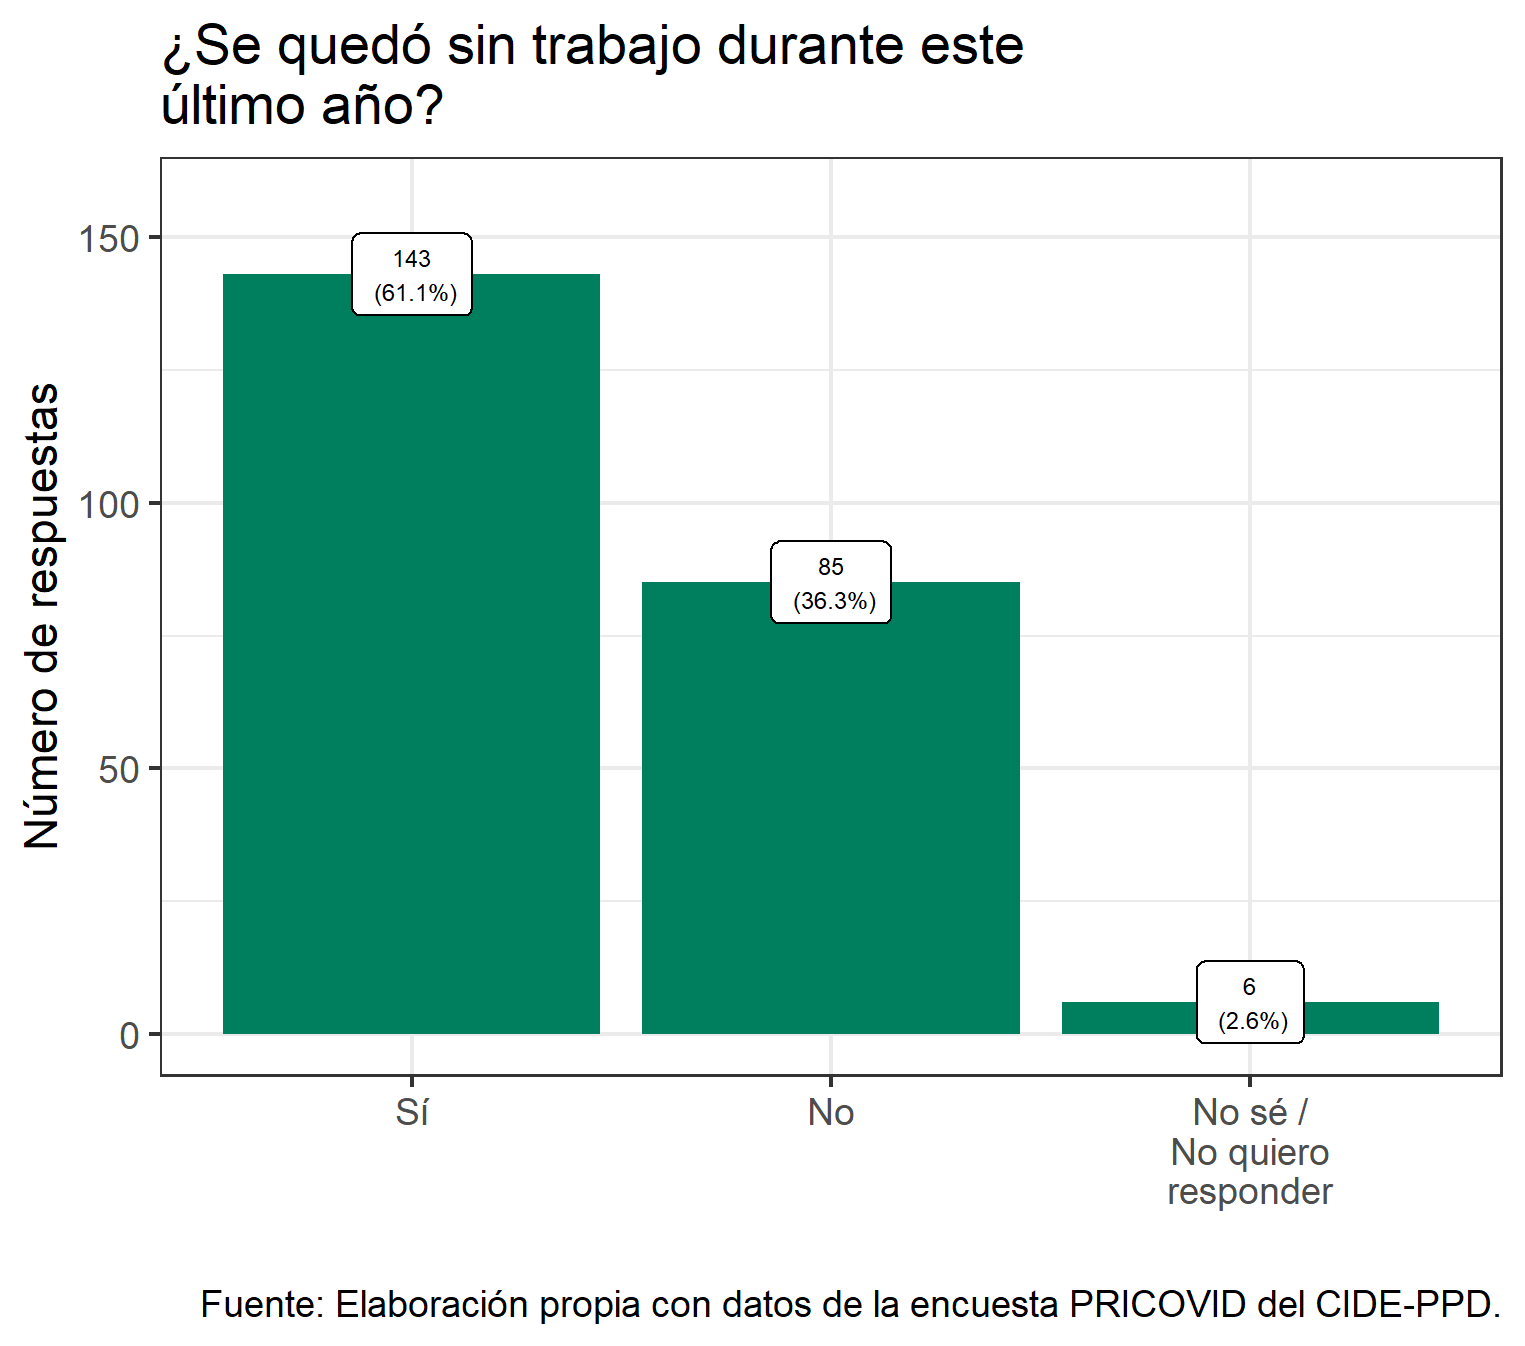 ¿Se quedó sin trabajo durante este
último año?
Número de respuestas
150
100
50
0
143
(61.1%)
85
(36.3%)
6
(2.6%)
Sí
No
No sé /
No quiero
responder
Fuente: Elaboración propia con datos de la encuesta PRICOVID del CIDE-PPD.